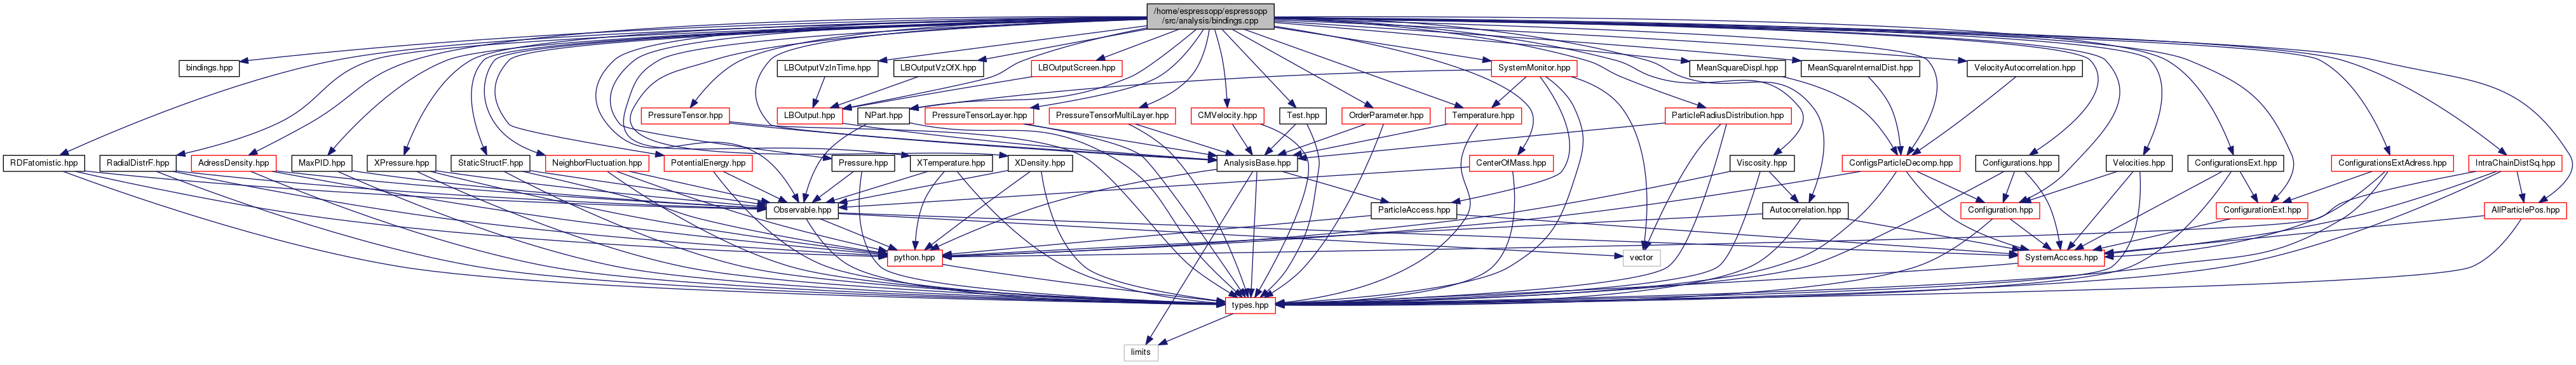 /home/espressopp/espressopp
/src/analysis/bindings.cpp
bindings.hpp
LBOutputVzInTime.hpp
LBOutputVzOfX.hpp
LBOutputScreen.hpp
SystemMonitor.hpp
MeanSquareDispl.hpp
MeanSquareInternalDist.hpp
VelocityAutocorrelation.hpp
PressureTensor.hpp
LBOutput.hpp
NPart.hpp
PressureTensorLayer.hpp
PressureTensorMultiLayer.hpp
CMVelocity.hpp
Test.hpp
OrderParameter.hpp
Temperature.hpp
ParticleRadiusDistribution.hpp
RDFatomistic.hpp
RadialDistrF.hpp
AdressDensity.hpp
MaxPID.hpp
XPressure.hpp
StaticStructF.hpp
NeighborFluctuation.hpp
PotentialEnergy.hpp
Pressure.hpp
XTemperature.hpp
XDensity.hpp
AnalysisBase.hpp
CenterOfMass.hpp
Viscosity.hpp
ConfigsParticleDecomp.hpp
Configurations.hpp
Velocities.hpp
ConfigurationsExt.hpp
ConfigurationsExtAdress.hpp
IntraChainDistSq.hpp
Observable.hpp
ParticleAccess.hpp
Autocorrelation.hpp
Configuration.hpp
ConfigurationExt.hpp
AllParticlePos.hpp
python.hpp
vector
SystemAccess.hpp
types.hpp
limits